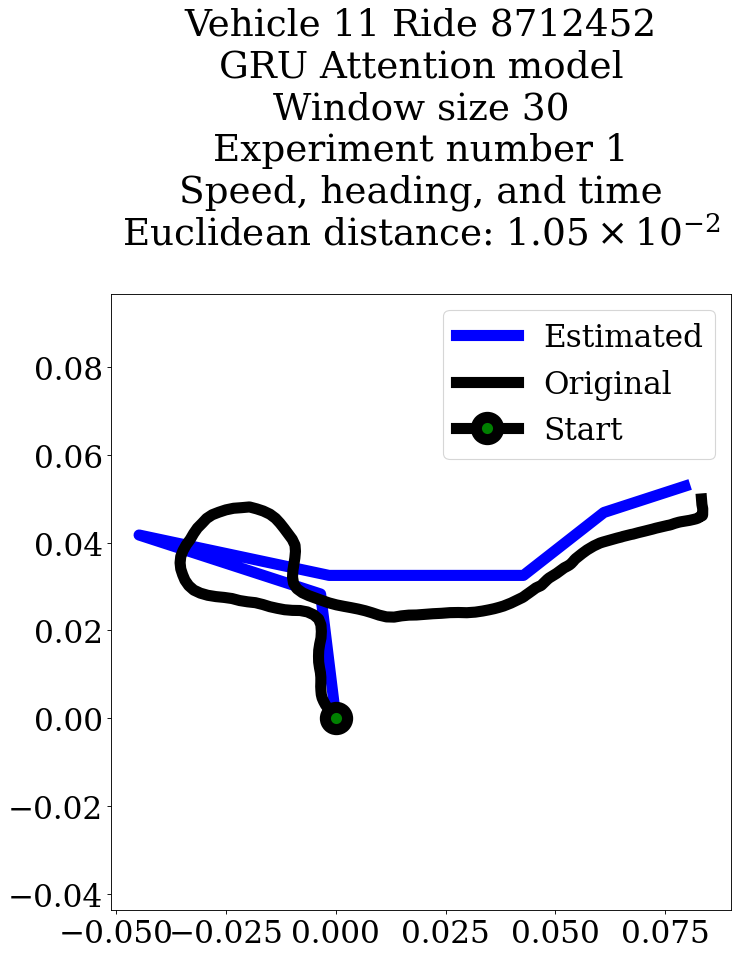 Vehicle 11 Ride 8712452
GRU Attention model
Window size 30
Experiment number 1
Speed, heading, and time
Euclidean distance: 1.05 × 10⁻²
Estimated
Original
Start
0.08
0.06
0.04
0.02
0.00
−0.02
−0.04
−0.050 −0.025 0.000 0.025 0.050 0.075